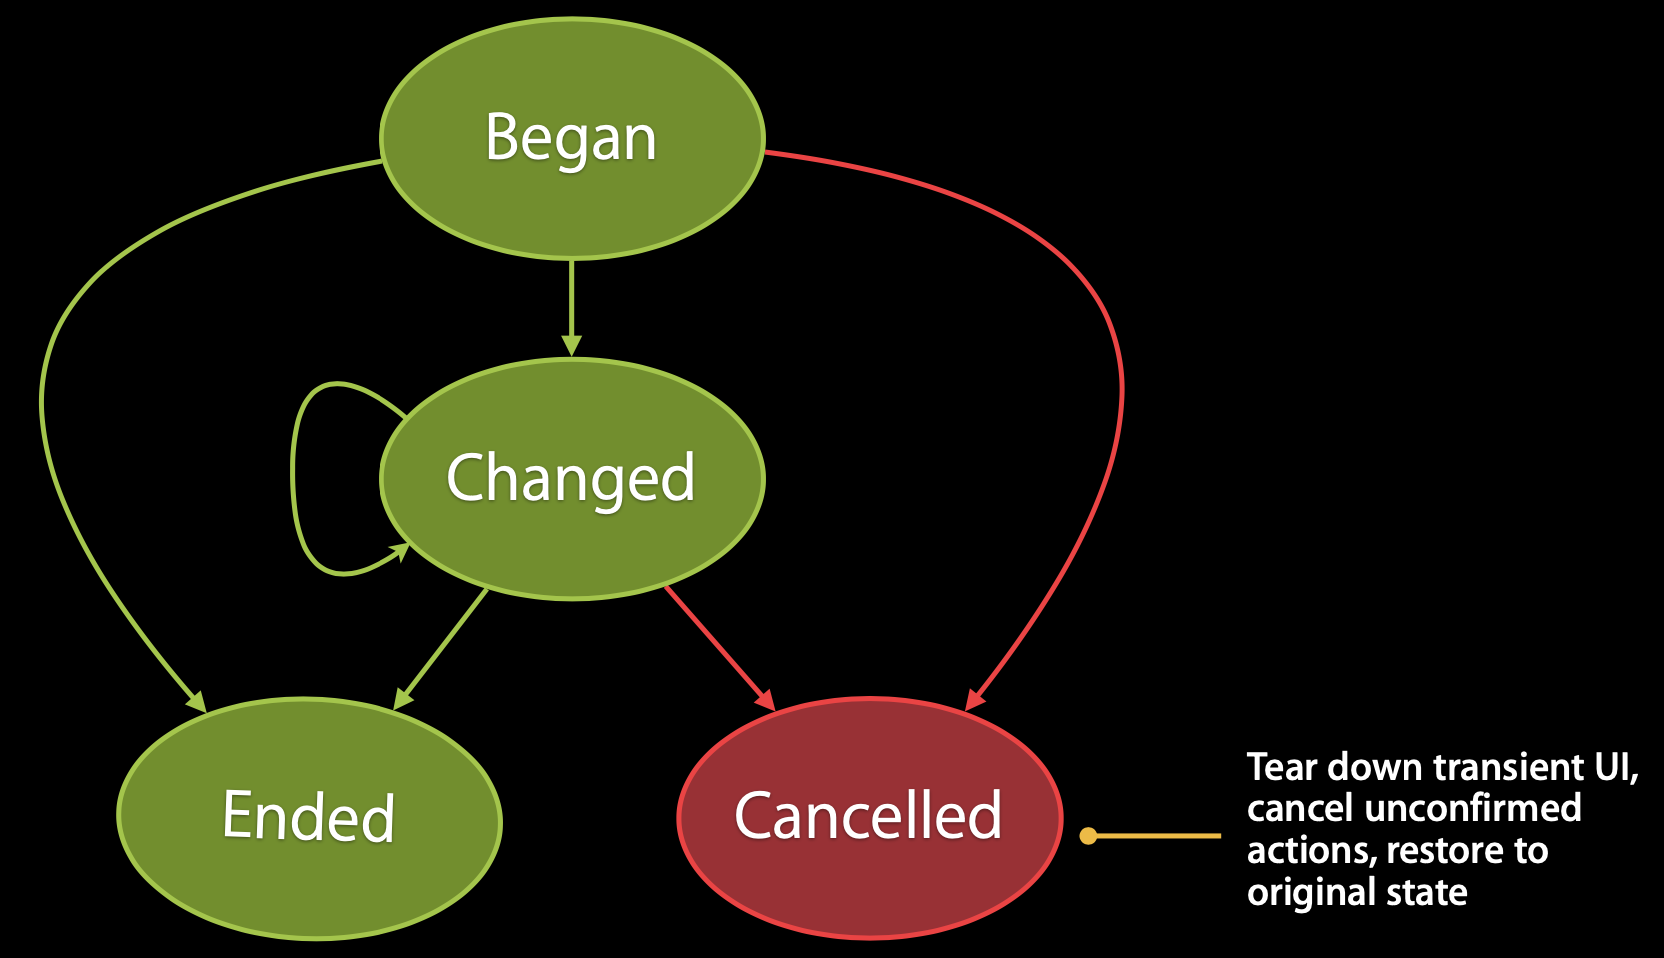 Began
Changed
Ended
Cancelled
Tear down transient UI,
cancel unconfirmed
actions, restore to
original state